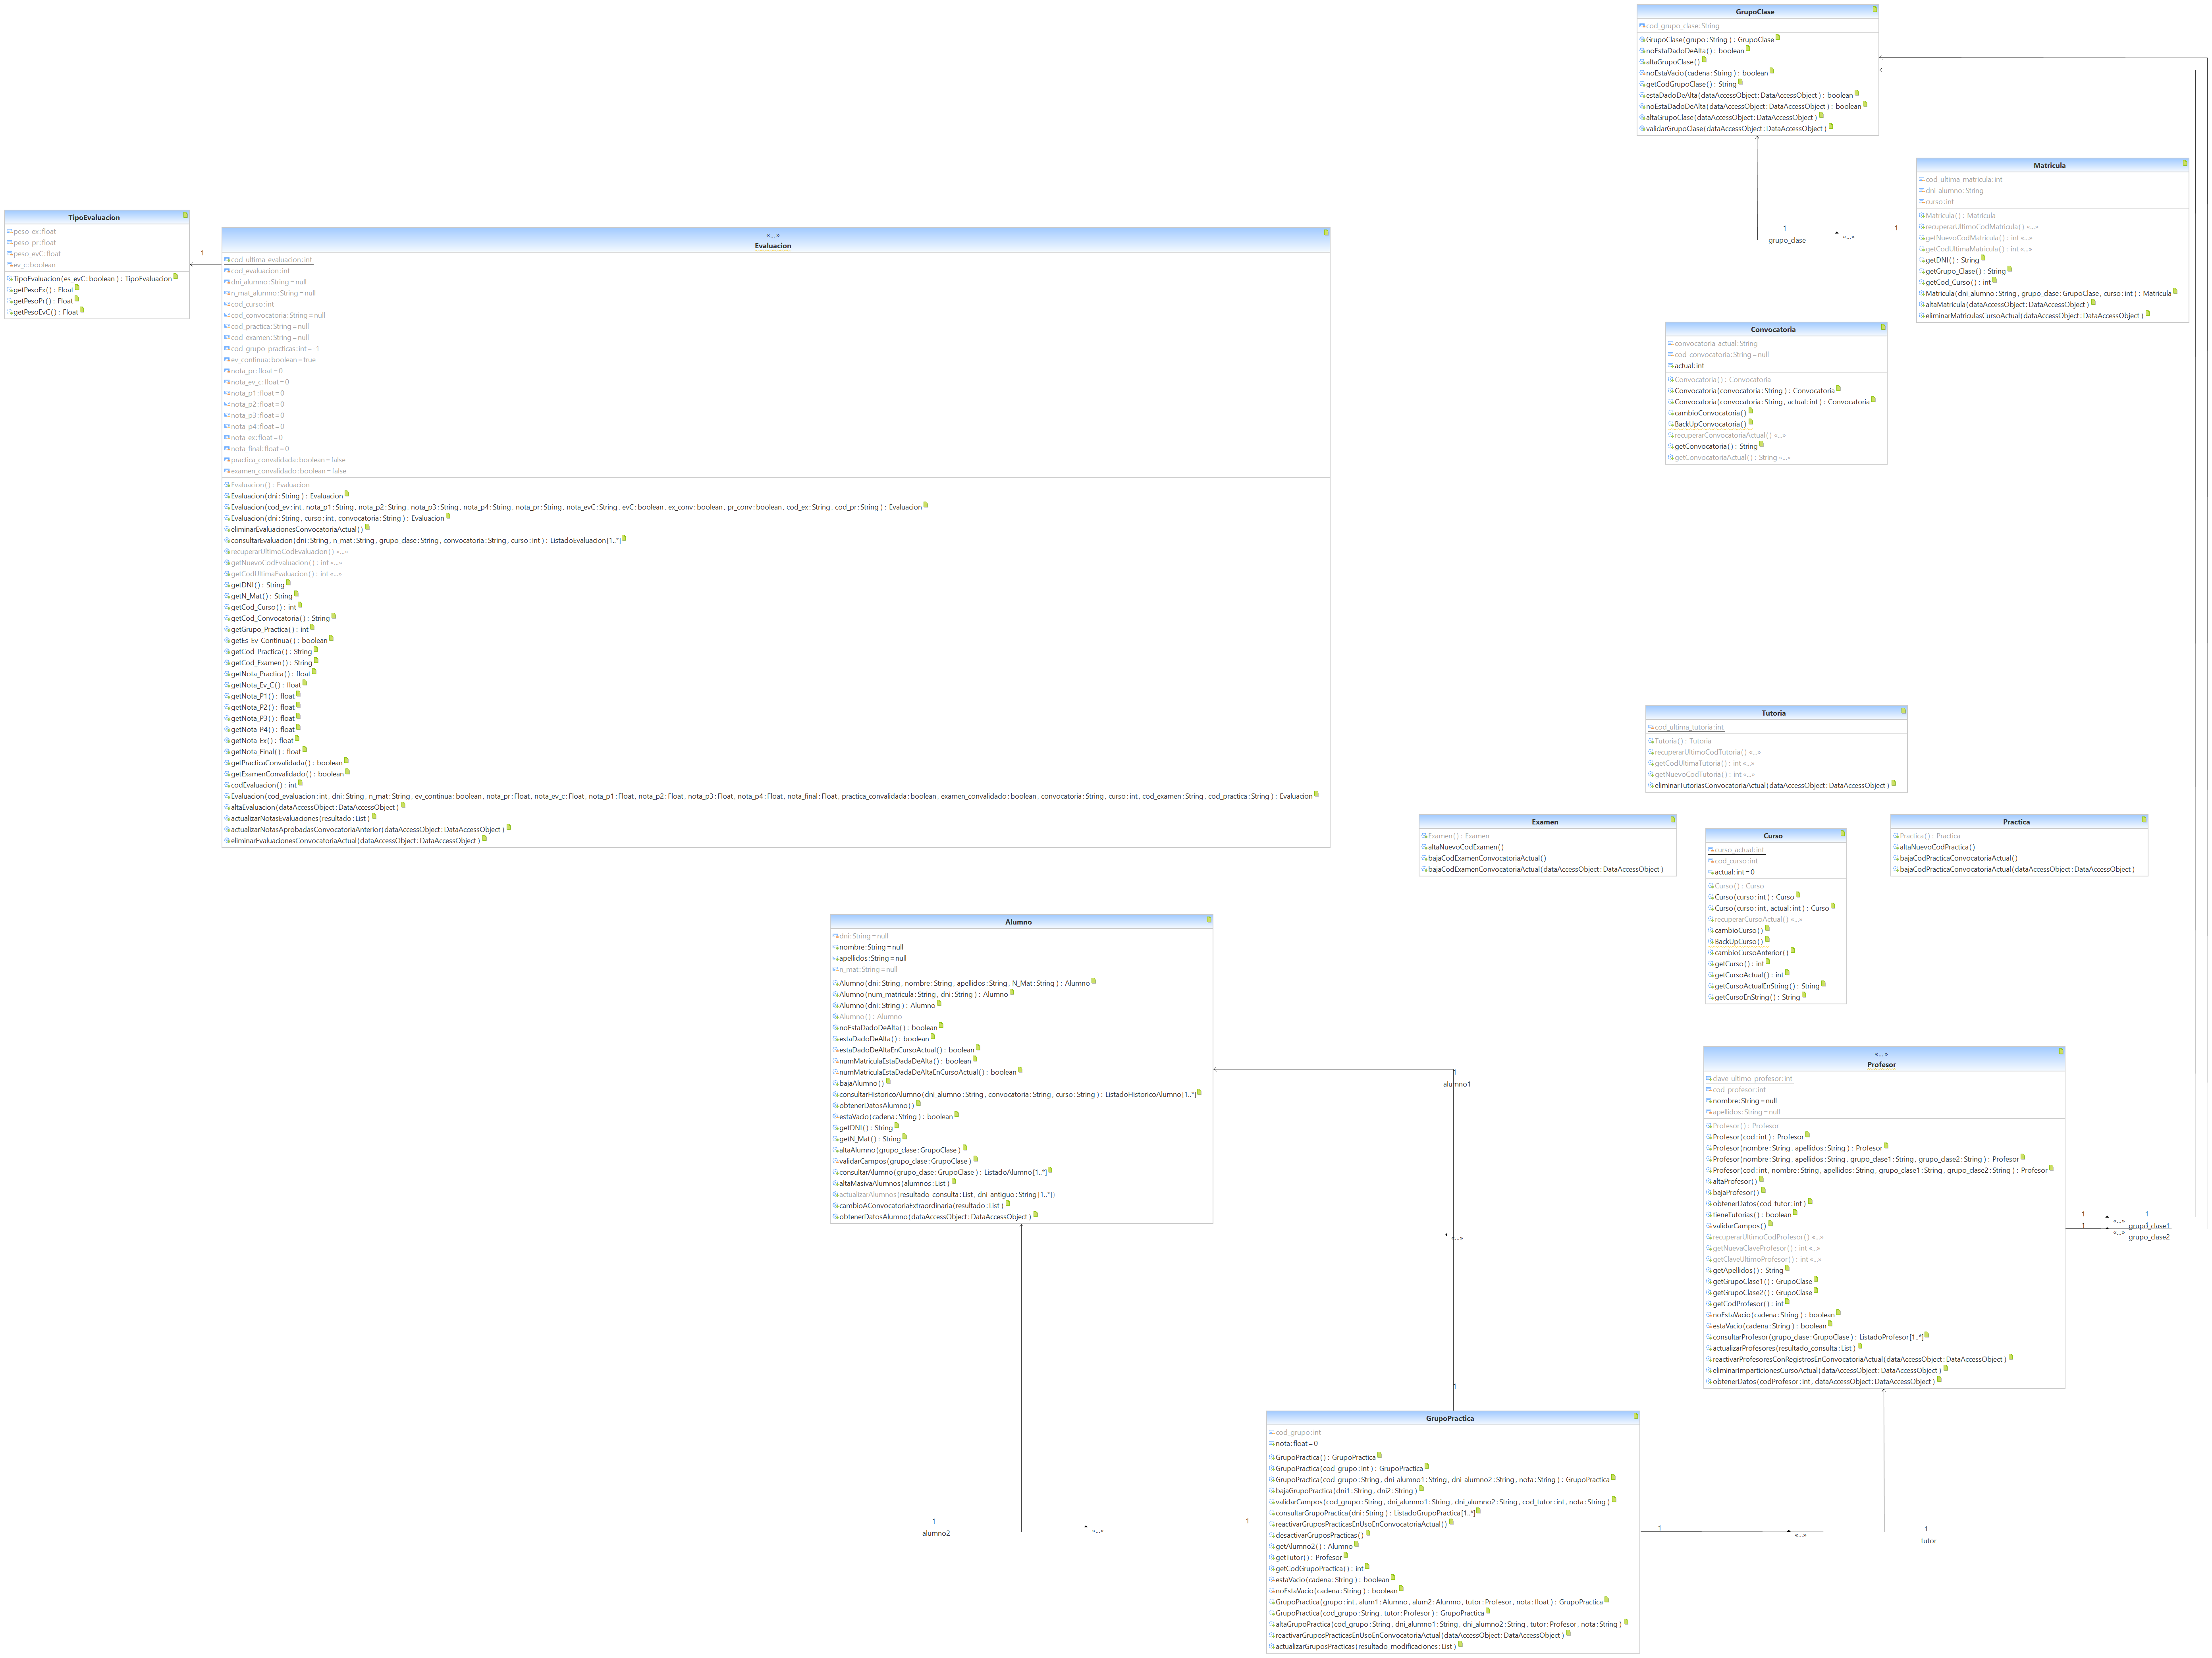 GrupoClase
cod_grupo_clase:String
GrupoClase(grupo:String): GrupoClase
noEstaDadoDeAlta(): boolean
altaGrupoClase()
noEstaVacio(cadena:String): boolean
getCodGrupoClase(): String
estaDadoDeAlta(dataAccessObject:DataAccessObject): boolean
noEstaDadoDeAlta(dataAccessObject:DataAccessObject): boolean
altaGrupoClase(dataAccessObject:DataAccessObject)
validarGrupoClase(dataAccessObject:DataAccessObject)
Matricula
cod_ultima_matricula:int
dni_alumno:String
curso:int
Matricula(): Matricula
recuperarUltimoCodMatricula() «...»
getNuevoCodMatricula(): int «...»
getCodUltimaMatricula(): int «...»
getDNI(): String
getGrupo_Clase(): String
getCod_Curso(): int
Matricula(dni_alumno:String, grupo_clase:GrupoClase, curso:int): Matricula
altaMatricula(dataAccessObject:DataAccessObject)
eliminarMatriculasCursoActual(dataAccessObject:DataAccessObject)
1
1
grupo_clase
«...»
TipoEvaluacion
peso_ex:float
peso_pr:float
peso_evC:float
ev_c:boolean
TipoEvaluacion(es_evC:boolean): TipoEvaluacion
getPesoEx(): Float
getPesoPr(): Float
getPesoEvC(): Float
1
«...»
Evaluacion
cod_ultima_evaluacion:int
cod_evaluacion:int
dni_alumno:String=null
n_mat_alumno:String=null
cod_curso:int
cod_convocatoria:String=null
cod_practica:String=null
cod_examen:String=null
cod_grupo_practicas:int=-1
ev_continua:boolean=true
nota_pr:float=0
nota_ev_c:float=0
nota_p1:float=0
nota_p2:float=0
nota_p3:float=0
nota_p4:float=0
nota_ex:float=0
nota_final:float=0
practica_convalidada:boolean=false
examen_convalidado:boolean=false
Evaluacion(): Evaluacion
Evaluacion(dni:String): Evaluacion
Evaluacion(cod_ev:int, nota_p1:String, nota_p2:String, nota_p3:String, nota_p4:String, nota_pr:String, nota_evC:String, evC:boolean, ex_conv:boolean, pr_conv:boolean, cod_ex:String, cod_pr:String): Evaluacion
Evaluacion(dni:String, curso:int, convocatoria:String): Evaluacion
eliminarEvaluacionesConvocatoriaActual()
consultarEvaluacion(dni:String, n_mat:String, grupo_clase:String, convocatoria:String, curso:int): ListadoEvaluacion[1..*]
recuperarUltimoCodEvaluacion() «...»
getNuevoCodEvaluacion(): int «...»
getCodUltimaEvaluacion(): int «...»
getDNI(): String
getN_Mat(): String
getCod_Curso(): int
getCod_Convocatoria(): String
getGrupo_Practica(): int
getEs_Ev_Continua(): boolean
getCod_Practica(): String
getCod_Examen(): String
getNota_Practica(): float
getNota_Ev_C(): float
getNota_P1(): float
getNota_P2(): float
getNota_P3(): float
getNota_P4(): float
getNota_Ex(): float
getNota_Final(): float
getPracticaConvalidada(): boolean
getExamenConvalidado(): boolean
codEvaluacion(): int
Evaluacion(cod_evaluacion:int, dni:String, n_mat:String, ev_continua:boolean, nota_pr:Float, nota_ev_c:Float, nota_p1:Float, nota_p2:Float, nota_p3:Float, nota_p4:Float, nota_final:Float, practica_convalidada:boolean, examen_convalidado:boolean, convocatoria:String, curso:int, cod_examen:String, cod_practica:String): Evaluacion
altaEvaluacion(dataAccessObject:DataAccessObject)
actualizarNotasEvaluaciones(resultado:List)
actualizarNotasAprobadasConvocatoriaAnterior(dataAccessObject:DataAccessObject)
eliminarEvaluacionesConvocatoriaActual(dataAccessObject:DataAccessObject)
Convocatoria
convocatoria_actual:String
cod_convocatoria:String=null
actual:int
Convocatoria(): Convocatoria
Convocatoria(convocatoria:String): Convocatoria
Convocatoria(convocatoria:String, actual:int): Convocatoria
cambioConvocatoria()
BackUpConvocatoria()
recuperarConvocatoriaActual() «...»
getConvocatoria(): String
getConvocatoriaActual(): String «...»
Tutoria
cod_ultima_tutoria:int
Tutoria(): Tutoria
recuperarUltimoCodTutoria() «...»
getCodUltimaTutoria(): int «...»
getNuevoCodTutoria(): int «...»
eliminarTutoriasConvocatoriaActual(dataAccessObject:DataAccessObject)
Examen
Examen(): Examen
altaNuevoCodExamen()
bajaCodExamenConvocatoriaActual()
bajaCodExamenConvocatoriaActual(dataAccessObject:DataAccessObject)
Curso
curso_actual:int
cod_curso:int
actual:int=0
Curso(): Curso
Curso(curso:int): Curso
Curso(curso:int, actual:int): Curso
recuperarCursoActual() «...»
cambioCurso()
BackUpCurso()
cambioCursoAnterior()
getCurso(): int
getCursoActual(): int
getCursoActualEnString(): String
getCursoEnString(): String
Practica
Practica(): Practica
altaNuevoCodPractica()
bajaCodPracticaConvocatoriaActual()
bajaCodPracticaConvocatoriaActual(dataAccessObject:DataAccessObject)
Alumno
dni:String=null
nombre:String=null
apellidos:String=null
n_mat:String=null
Alumno(dni:String, nombre:String, apellidos:String, N_Mat:String): Alumno
Alumno(num_matricula:String, dni:String): Alumno
Alumno(dni:String): Alumno
Alumno(): Alumno
noEstaDadoDeAlta(): boolean
estaDadoDeAlta(): boolean
estaDadoDeAltaEnCursoActual(): boolean
numMatriculaEstaDadaDeAlta(): boolean
numMatriculaEstaDadaDeAltaEnCursoActual(): boolean
bajaAlumno()
consultarHistoricoAlumno(dni_alumno:String, convocatoria:String, curso:String): ListadoHistoricoAlumno[1..*]
obtenerDatosAlumno()
estaVacio(cadena:String): boolean
getDNI(): String
getN_Mat(): String
altaAlumno(grupo_clase:GrupoClase)
validarCampos(grupo_clase:GrupoClase)
consultarAlumno(grupo_clase:GrupoClase): ListadoAlumno[1..*]
altaMasivaAlumnos(alumnos:List)
actualizarAlumnos(resultado_consulta:List, dni_antiguo:String[1..*])
cambioAConvocatoriaExtraordinaria(resultado:List)
obtenerDatosAlumno(dataAccessObject:DataAccessObject)
1
alumno1
«...»
1
«...»
Profesor
clave_ultimo_profesor:int
cod_profesor:int
nombre:String=null
apellidos:String=null
Profesor(): Profesor
Profesor(cod:int): Profesor
Profesor(nombre:String, apellidos:String): Profesor
Profesor(nombre:String, apellidos:String, grupo_clase1:String, grupo_clase2:String): Profesor
Profesor(cod:int, nombre:String, apellidos:String, grupo_clase1:String, grupo_clase2:String): Profesor
altaProfesor()
bajaProfesor()
obtenerDatos(cod_tutor:int)
tieneTutorias(): boolean
validarCampos()
recuperarUltimoCodProfesor() «...»
getNuevaClaveProfesor(): int «...»
getClaveUltimoProfesor(): int «...»
getApellidos(): String
getGrupoClase1(): GrupoClase
getGrupoClase2(): GrupoClase
getCodProfesor(): int
noEstaVacio(cadena:String): boolean
estaVacio(cadena:String): boolean
consultarProfesor(grupo_clase:GrupoClase): ListadoProfesor[1..*]
actualizarProfesores(resultado_consulta:List)
reactivarProfesoresConRegistrosEnConvocatoriaActual(dataAccessObject:DataAccessObject)
eliminarImparticionesCursoActual(dataAccessObject:DataAccessObject)
obtenerDatos(codProfesor:int, dataAccessObject:DataAccessObject)
1
1
«...»
grupo_clase1
1
«...»
grupo_clase2
GrupoPractica
cod_grupo:int
nota:float=0
GrupoPractica(): GrupoPractica
GrupoPractica(cod_grupo:int): GrupoPractica
GrupoPractica(cod_grupo:String, dni_alumno1:String, dni_alumno2:String, nota:String): GrupoPractica
bajaGrupoPractica(dni1:String, dni2:String)
validarCampos(cod_grupo:String, dni_alumno1:String, dni_alumno2:String, cod_tutor:int, nota:String)
consultarGrupoPractica(dni:String): ListadoGrupoPractica[1..*]
reactivarGruposPracticasEnUsoEnConvocatoriaActual()
desactivarGruposPracticas()
getAlumno2(): Alumno
getTutor(): Profesor
getCodGrupoPractica(): int
estaVacio(cadena:String): boolean
noEstaVacio(cadena:String): boolean
GrupoPractica(grupo:int, alum1:Alumno, alum2:Alumno, tutor:Profesor, nota:float): GrupoPractica
GrupoPractica(cod_grupo:String, tutor:Profesor): GrupoPractica
altaGrupoPractica(cod_grupo:String, dni_alumno1:String, dni_alumno2:String, tutor:Profesor, nota:String)
reactivarGruposPracticasEnUsoEnConvocatoriaActual(dataAccessObject:DataAccessObject)
actualizarGruposPracticas(resultado_modificaciones:List)
1
alumno2
«...»
1
1
«...»
1
tutor